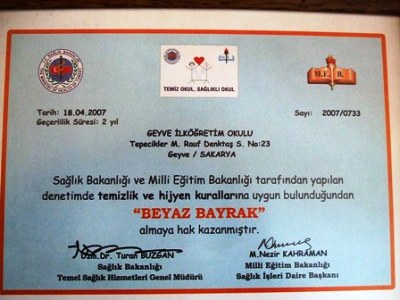 TEMİZ OKUL, SAĞLIKLI OKUL
M.E.B.
Tarih: 18.04.2007
Sayı: 2007/0733
Geçerlilik Süresi: 2 yıl
GEYVE İLKÖĞRETİM OKULU
Tepecikler M. Rauf Denktaş S. No:23
Geyve / SAKARYA
Sağlık Bakanlığı ve Milli Eğitim Bakanlığı tarafından yapılan
denetimde temizlik ve hijyen kurallarına uygun bulunduğundan
“BEYAZ BAYRAK”
almaya hak kazanmıştır.
Uzm.Dr. Turan BUZGAN
M.Nezir KAHRAMAN
Sağlık Bakanlığı
Milli Eğitim Bakanlığı
Temel Sağlık Hizmetleri Genel Müdürü
Sağlık İşleri Daire Başkanı